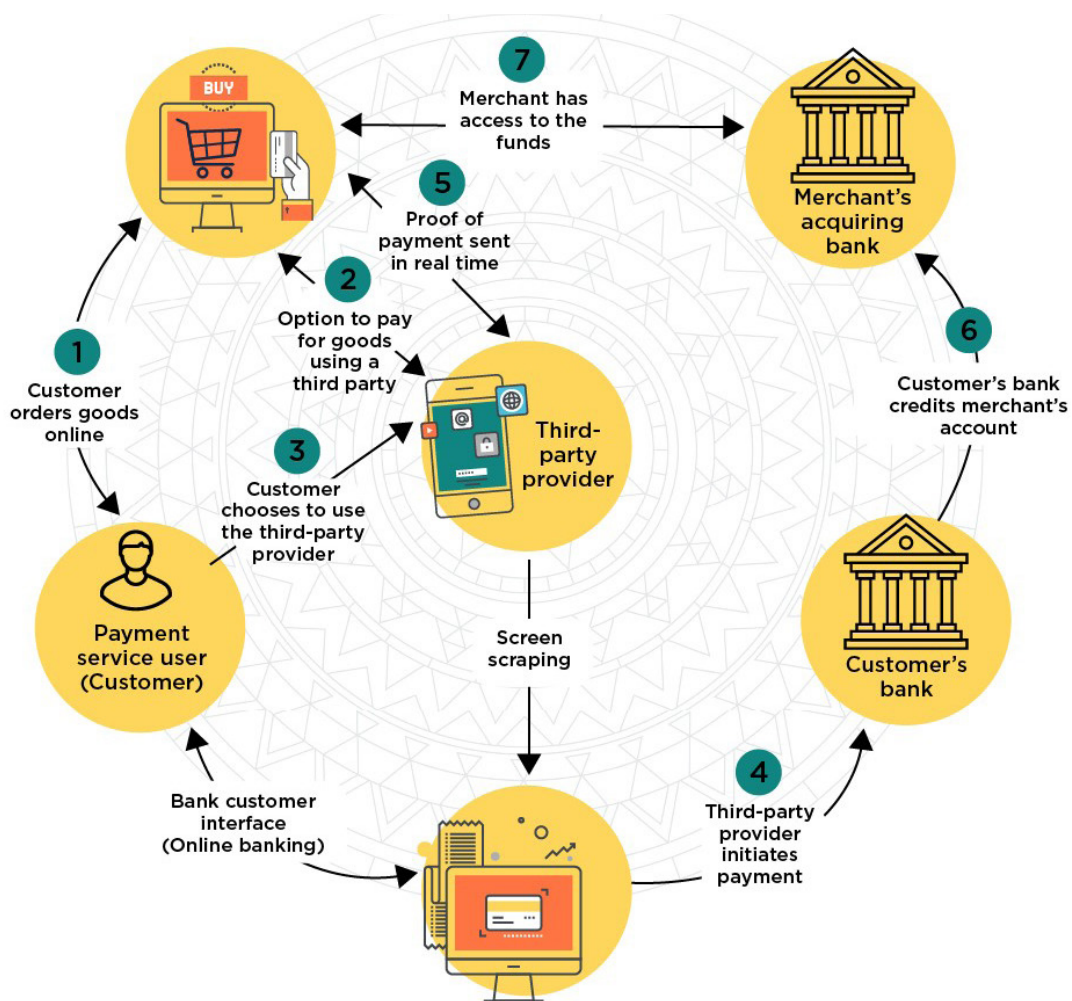 BUY
7
Merchant has
access to the
funds
Merchant's
acquiring
bank
5
Proof of
payment sent
in real time
2
Option to pay
for goods
using a
third party
1
Customer
orders goods
online
6
Customer's bank
credits merchant's
account
3
Customer
chooses to use
the third-party
provider
@
Third-
party
provider
Payment
service user
(Customer)
Screen
scraping
Customer's
bank
Bank customer
interface
(Online banking)
4
Third-party
provider
initiates
payment